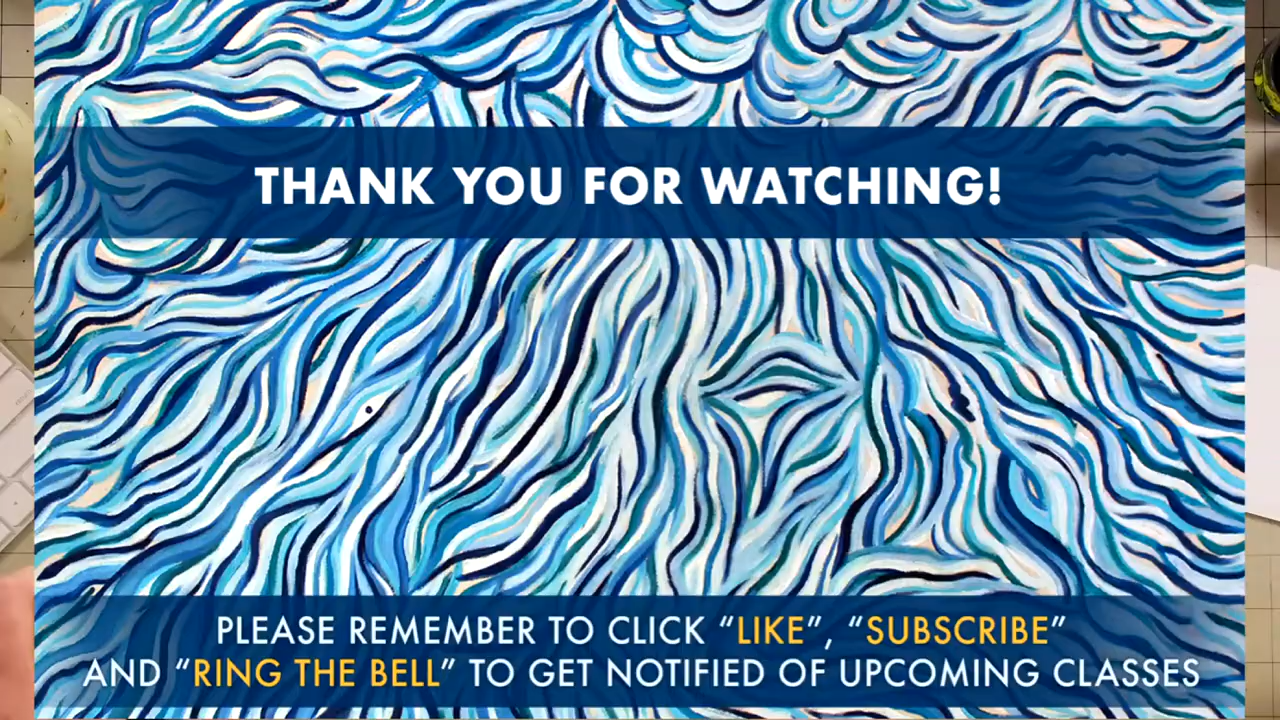 THANK YOU FOR WATCHING!
PLEASE REMEMBER TO CLICK “LIKE”, “SUBSCRIBE”
AND “RING THE BELL” TO GET NOTIFIED OF UPCOMING CLASSES